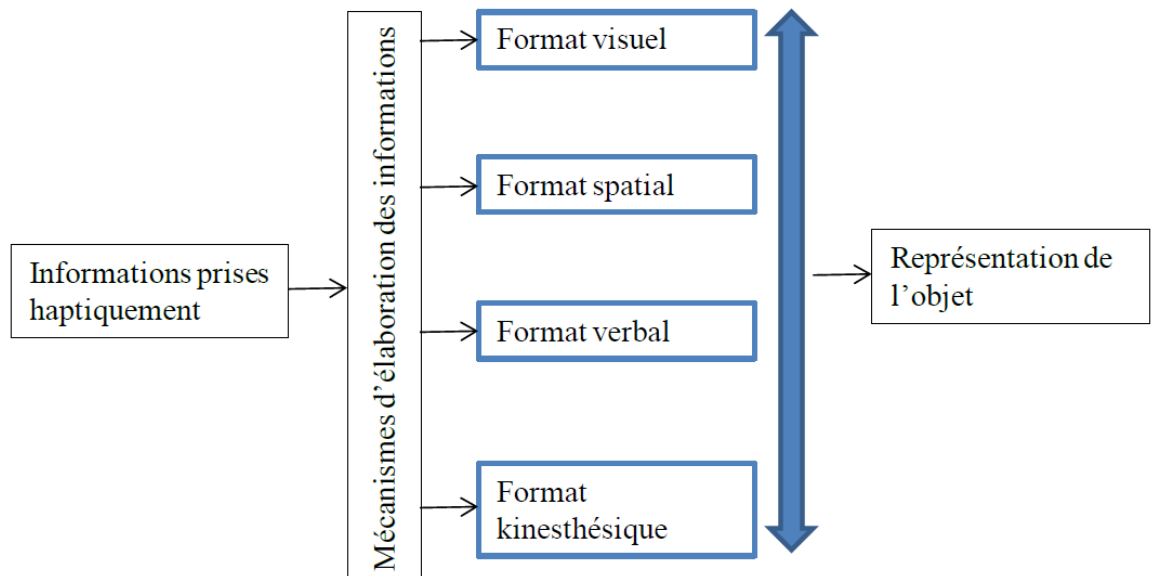 Informations prises
haptiquement
Mécanismes d'élaboration des informations
Format visuel
Format spatial
Format verbal
Format
kinesthésique
Représentation de
l'objet